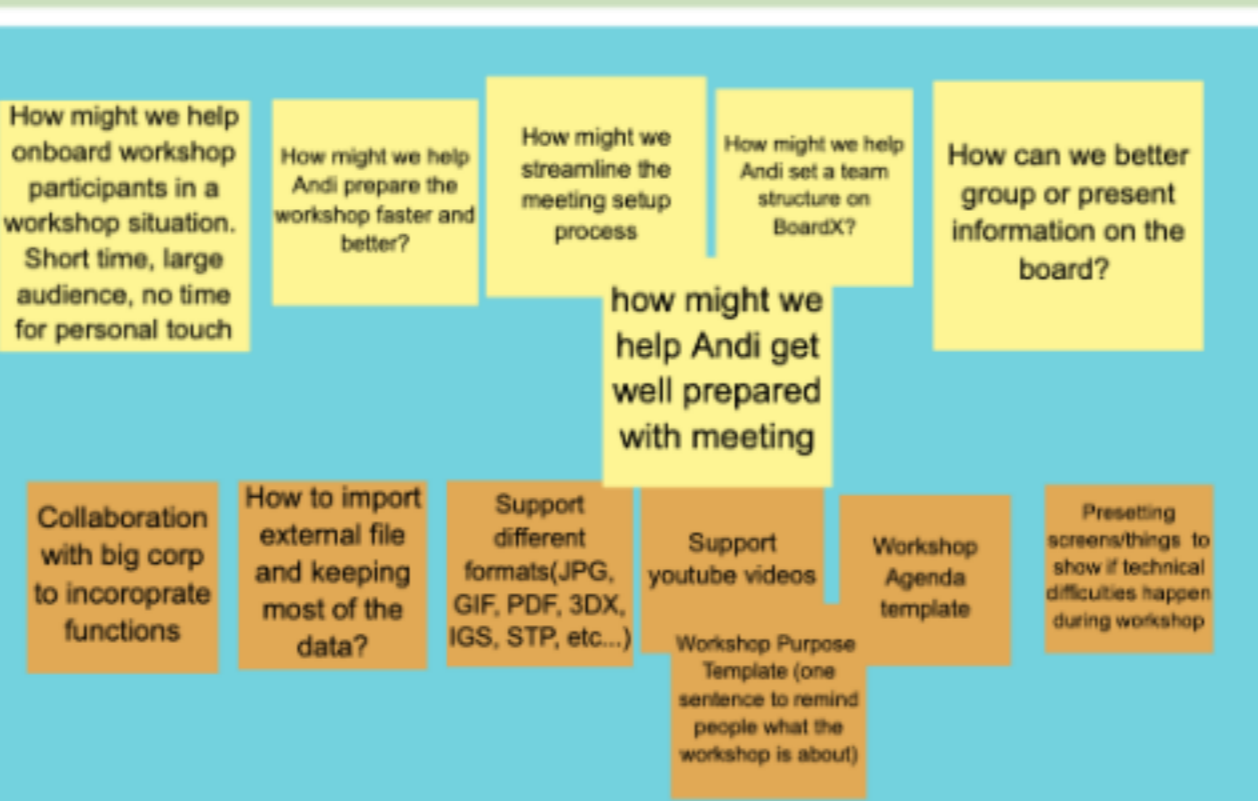 How might we help
onboard workshop
participants in a
workshop situation.
Short time, large
audience, no time
for personal touch
How might we help
Andi prepare the
workshop faster and
better?
How might we
streamline the
meeting setup
process
How might we help
Andi set a team
structure on
BoardX?
How can we better
group or present
information on the
board?
how might we
help Andi get
well prepared
with meeting
Collaboration
with big corp
to incoroprate
functions
How to import
external file
and keeping
most of the
data?
Support
different
formats(JPG,
GIF, PDF, 3DX,
IGS, STP, etc...)
Support
youtube videos
Workshop
Agenda
template
Presetting
screens/things to
show if technical
difficulties happen
during workshop
Workshop Purpose
Template (one
sentence to remind
people what the
workshop is about)